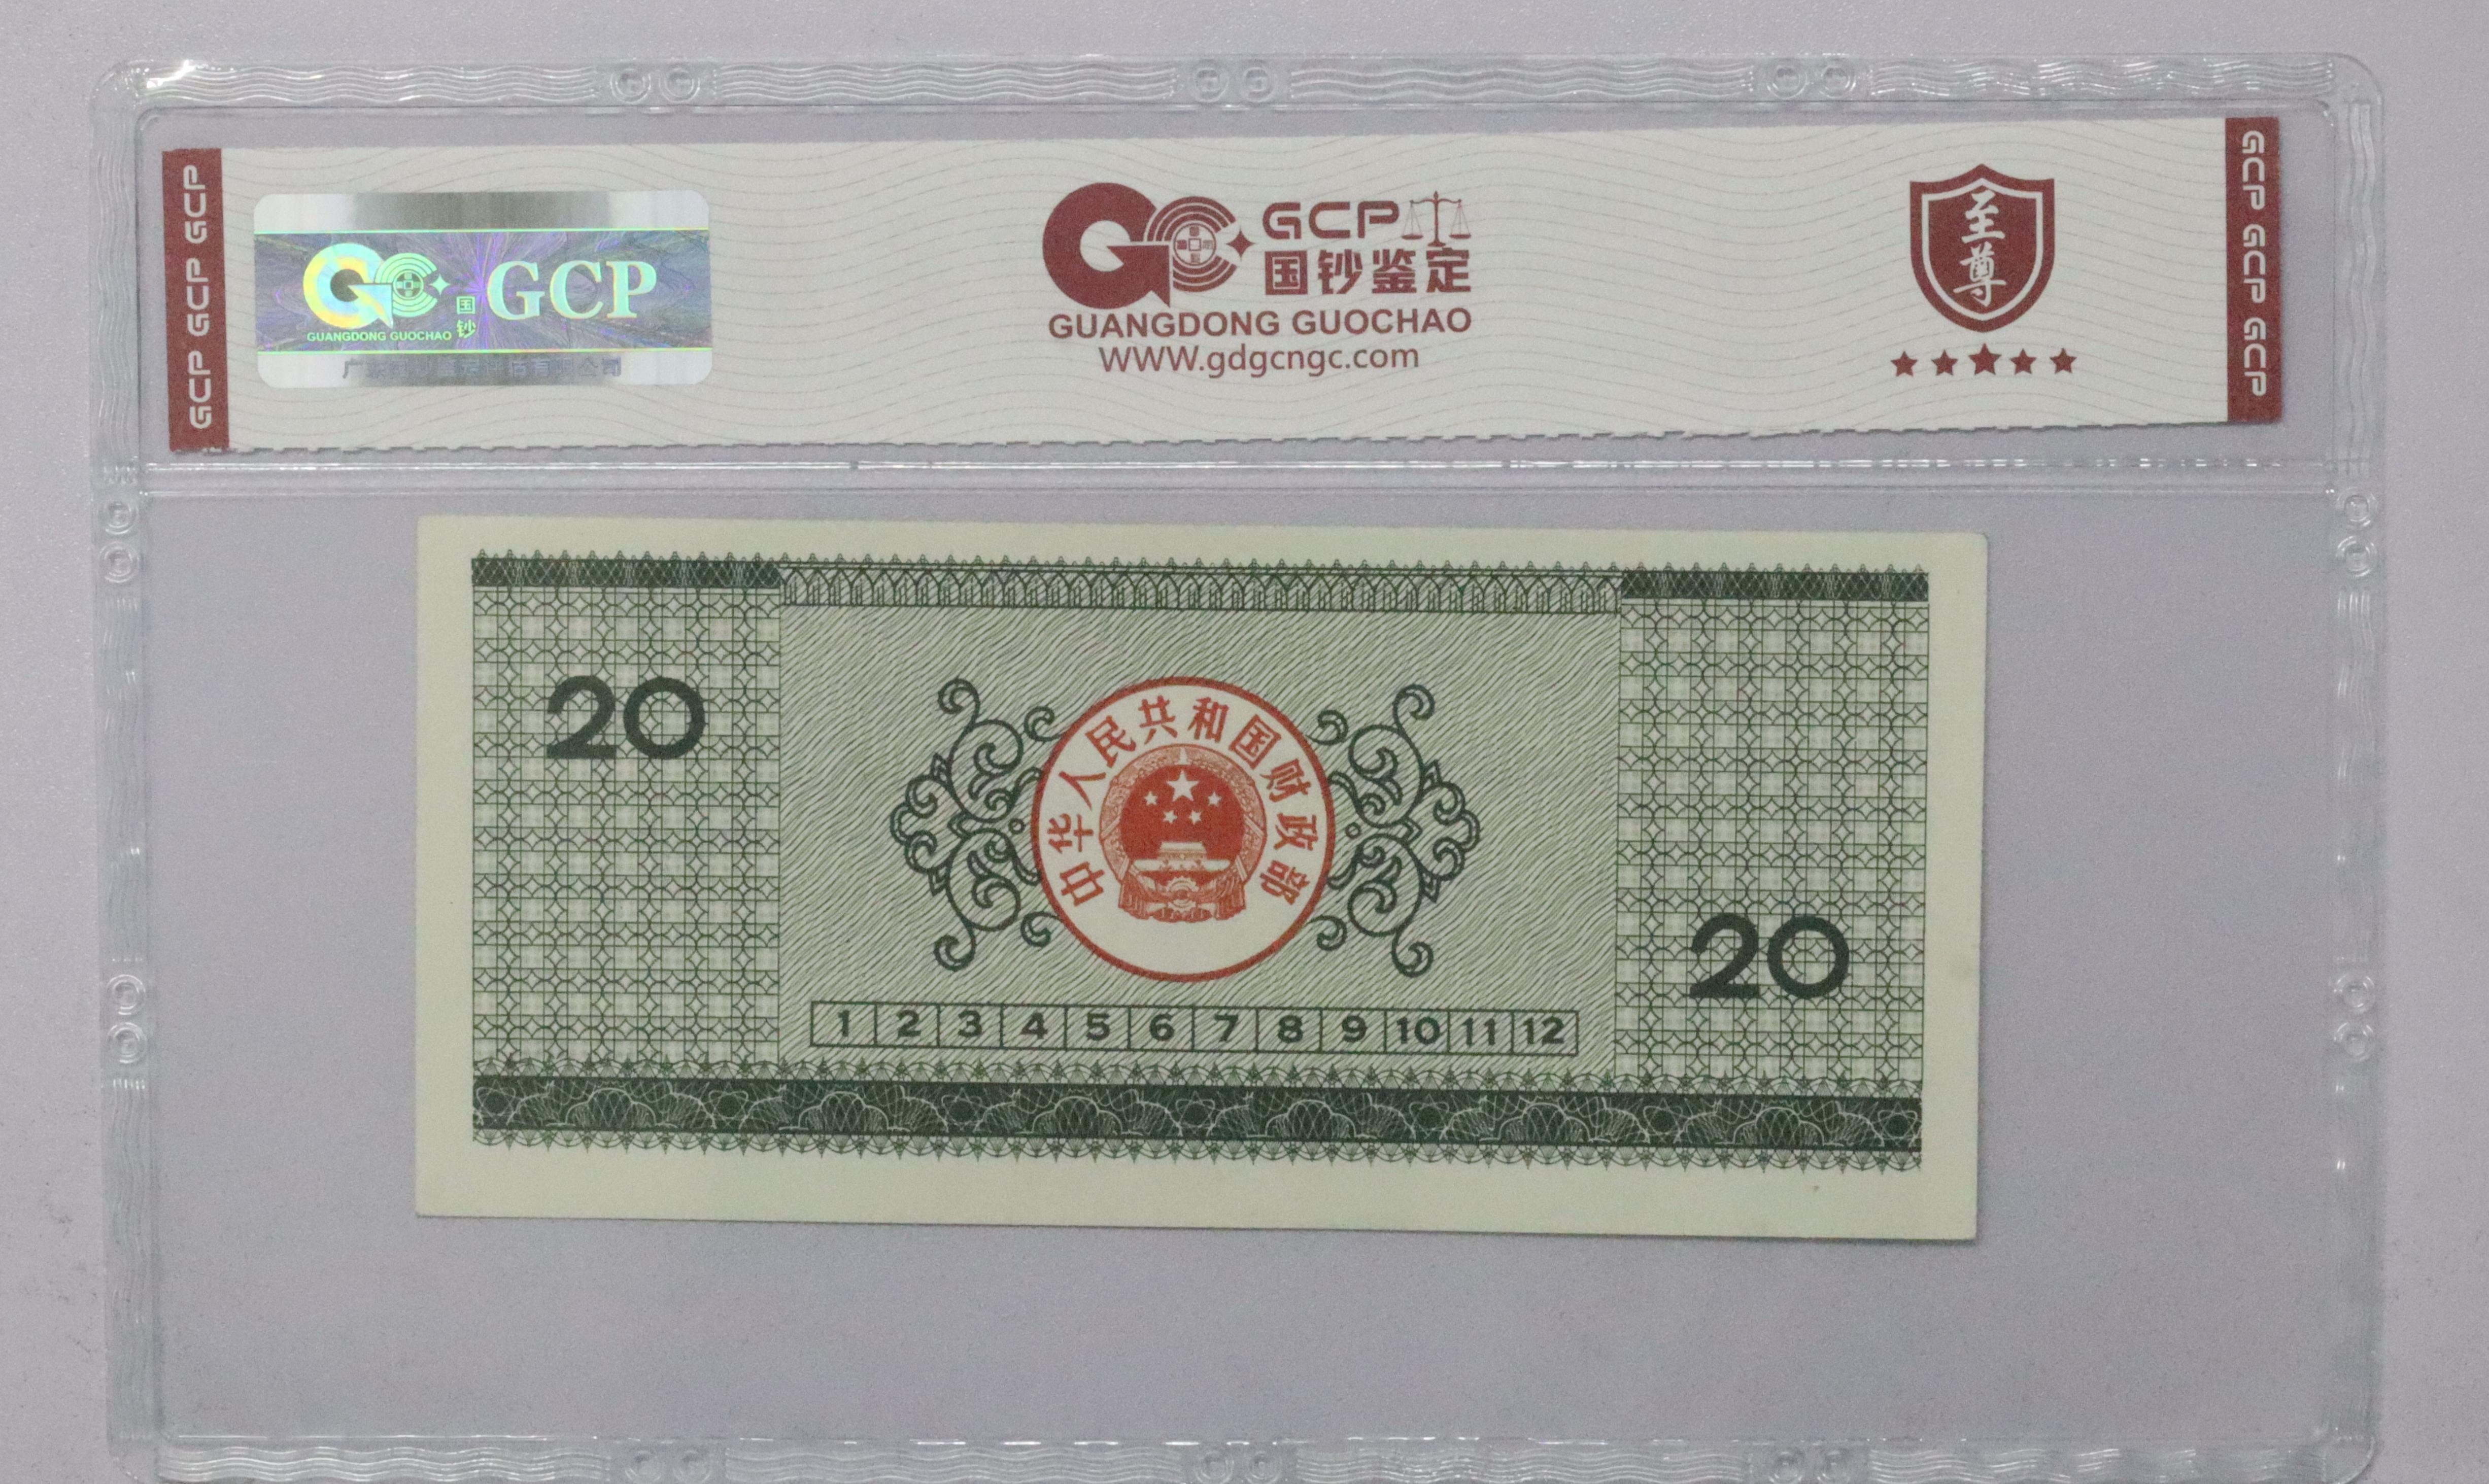 GCP GCP GCP
GCP
国钞
GUANGDONG GUOCHAO
GCP
国钞鉴定
GUANGDONG GUOCHAO
WWW.gdgcngc.com
至尊
GCP GCP GCP
20
中华人民共和国财政部
20
1 2 3 4 5 6 7 8 9 10 11 12